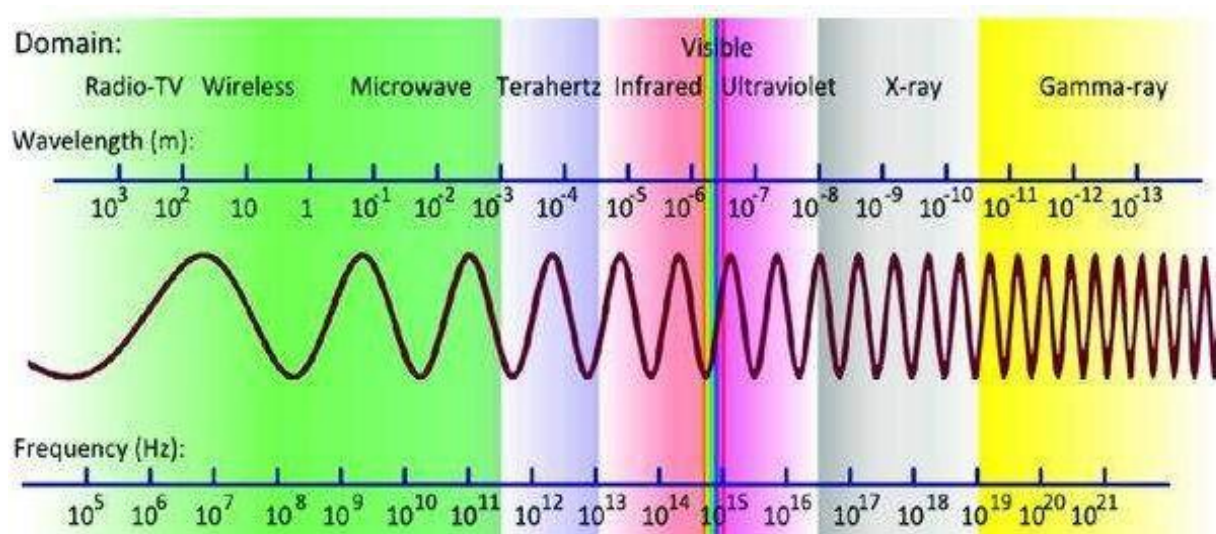 Domain:
Visible
Radio-TV Wireless Microwave Terahertz Infrared Ultraviolet X-ray Gamma-ray
Wavelength (m):
10³ 10² 10 1 10⁻¹ 10⁻² 10⁻³ 10⁻⁴ 10⁻⁵ 10⁻⁶ 10⁻⁷ 10⁻⁸ 10⁻⁹ 10⁻¹⁰ 10⁻¹¹ 10⁻¹² 10⁻¹³
Frequency (Hz):
10⁵ 10⁶ 10⁷ 10⁸ 10⁹ 10¹⁰ 10¹¹ 10¹² 10¹³ 10¹⁴ 10¹⁵ 10¹⁶ 10¹⁷ 10¹⁸ 10¹⁹ 10²⁰ 10²¹